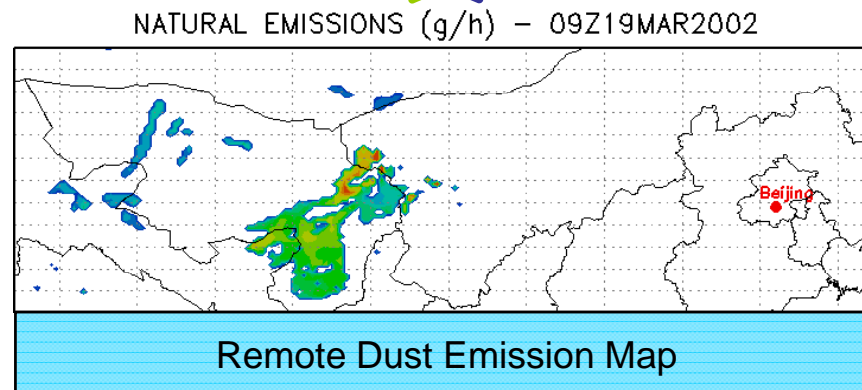 NATURAL EMISSIONS (g/h) – 09Z19MAR2002
Beijing
Remote Dust Emission Map